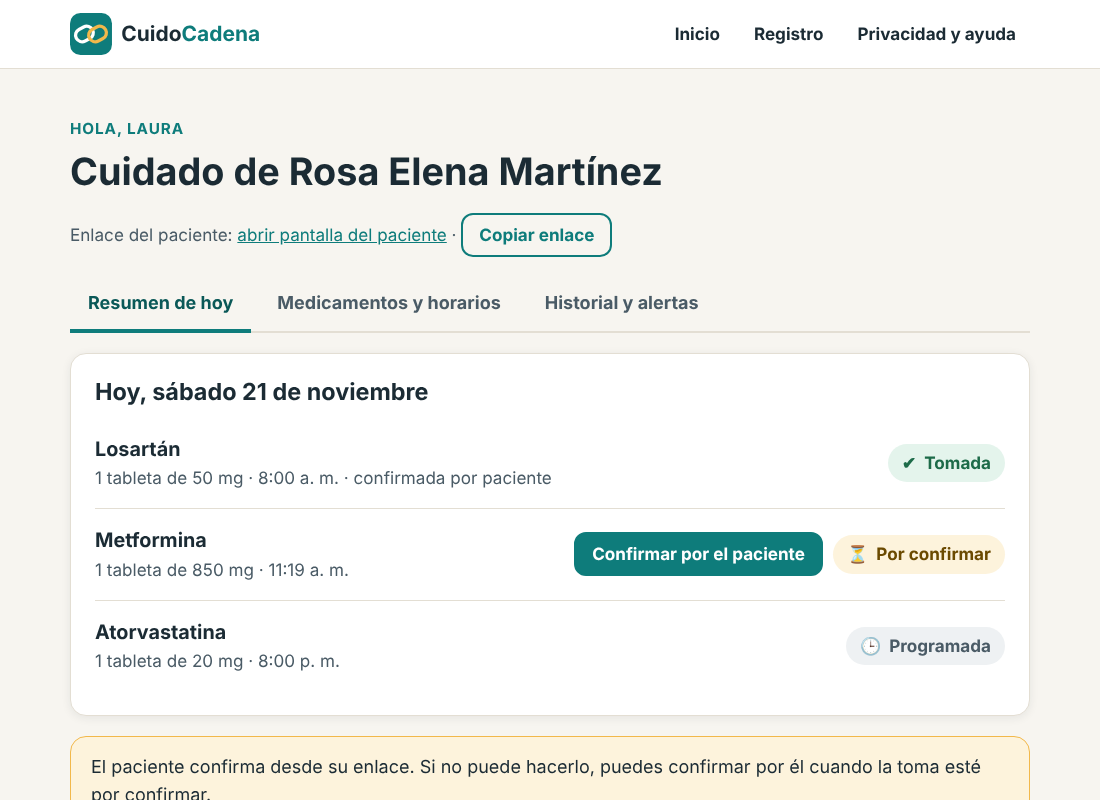 CuidoCadena
Inicio
Registro
Privacidad y ayuda
HOLA, LAURA
Cuidado de Rosa Elena Martínez
Enlace del paciente: abrir pantalla del paciente · Copiar enlace
Resumen de hoy
Medicamentos y horarios
Historial y alertas
Hoy, sábado 21 de noviembre
Losartán
1 tableta de 50 mg · 8:00 a. m. · confirmada por paciente
✔ Tomada
Metformina
1 tableta de 850 mg · 11:19 a. m.
Confirmar por el paciente
⏳ Por confirmar
Atorvastatina
1 tableta de 20 mg · 8:00 p. m.
🕒 Programada
El paciente confirma desde su enlace. Si no puede hacerlo, puedes confirmar por él cuando la toma esté
por confirmar.